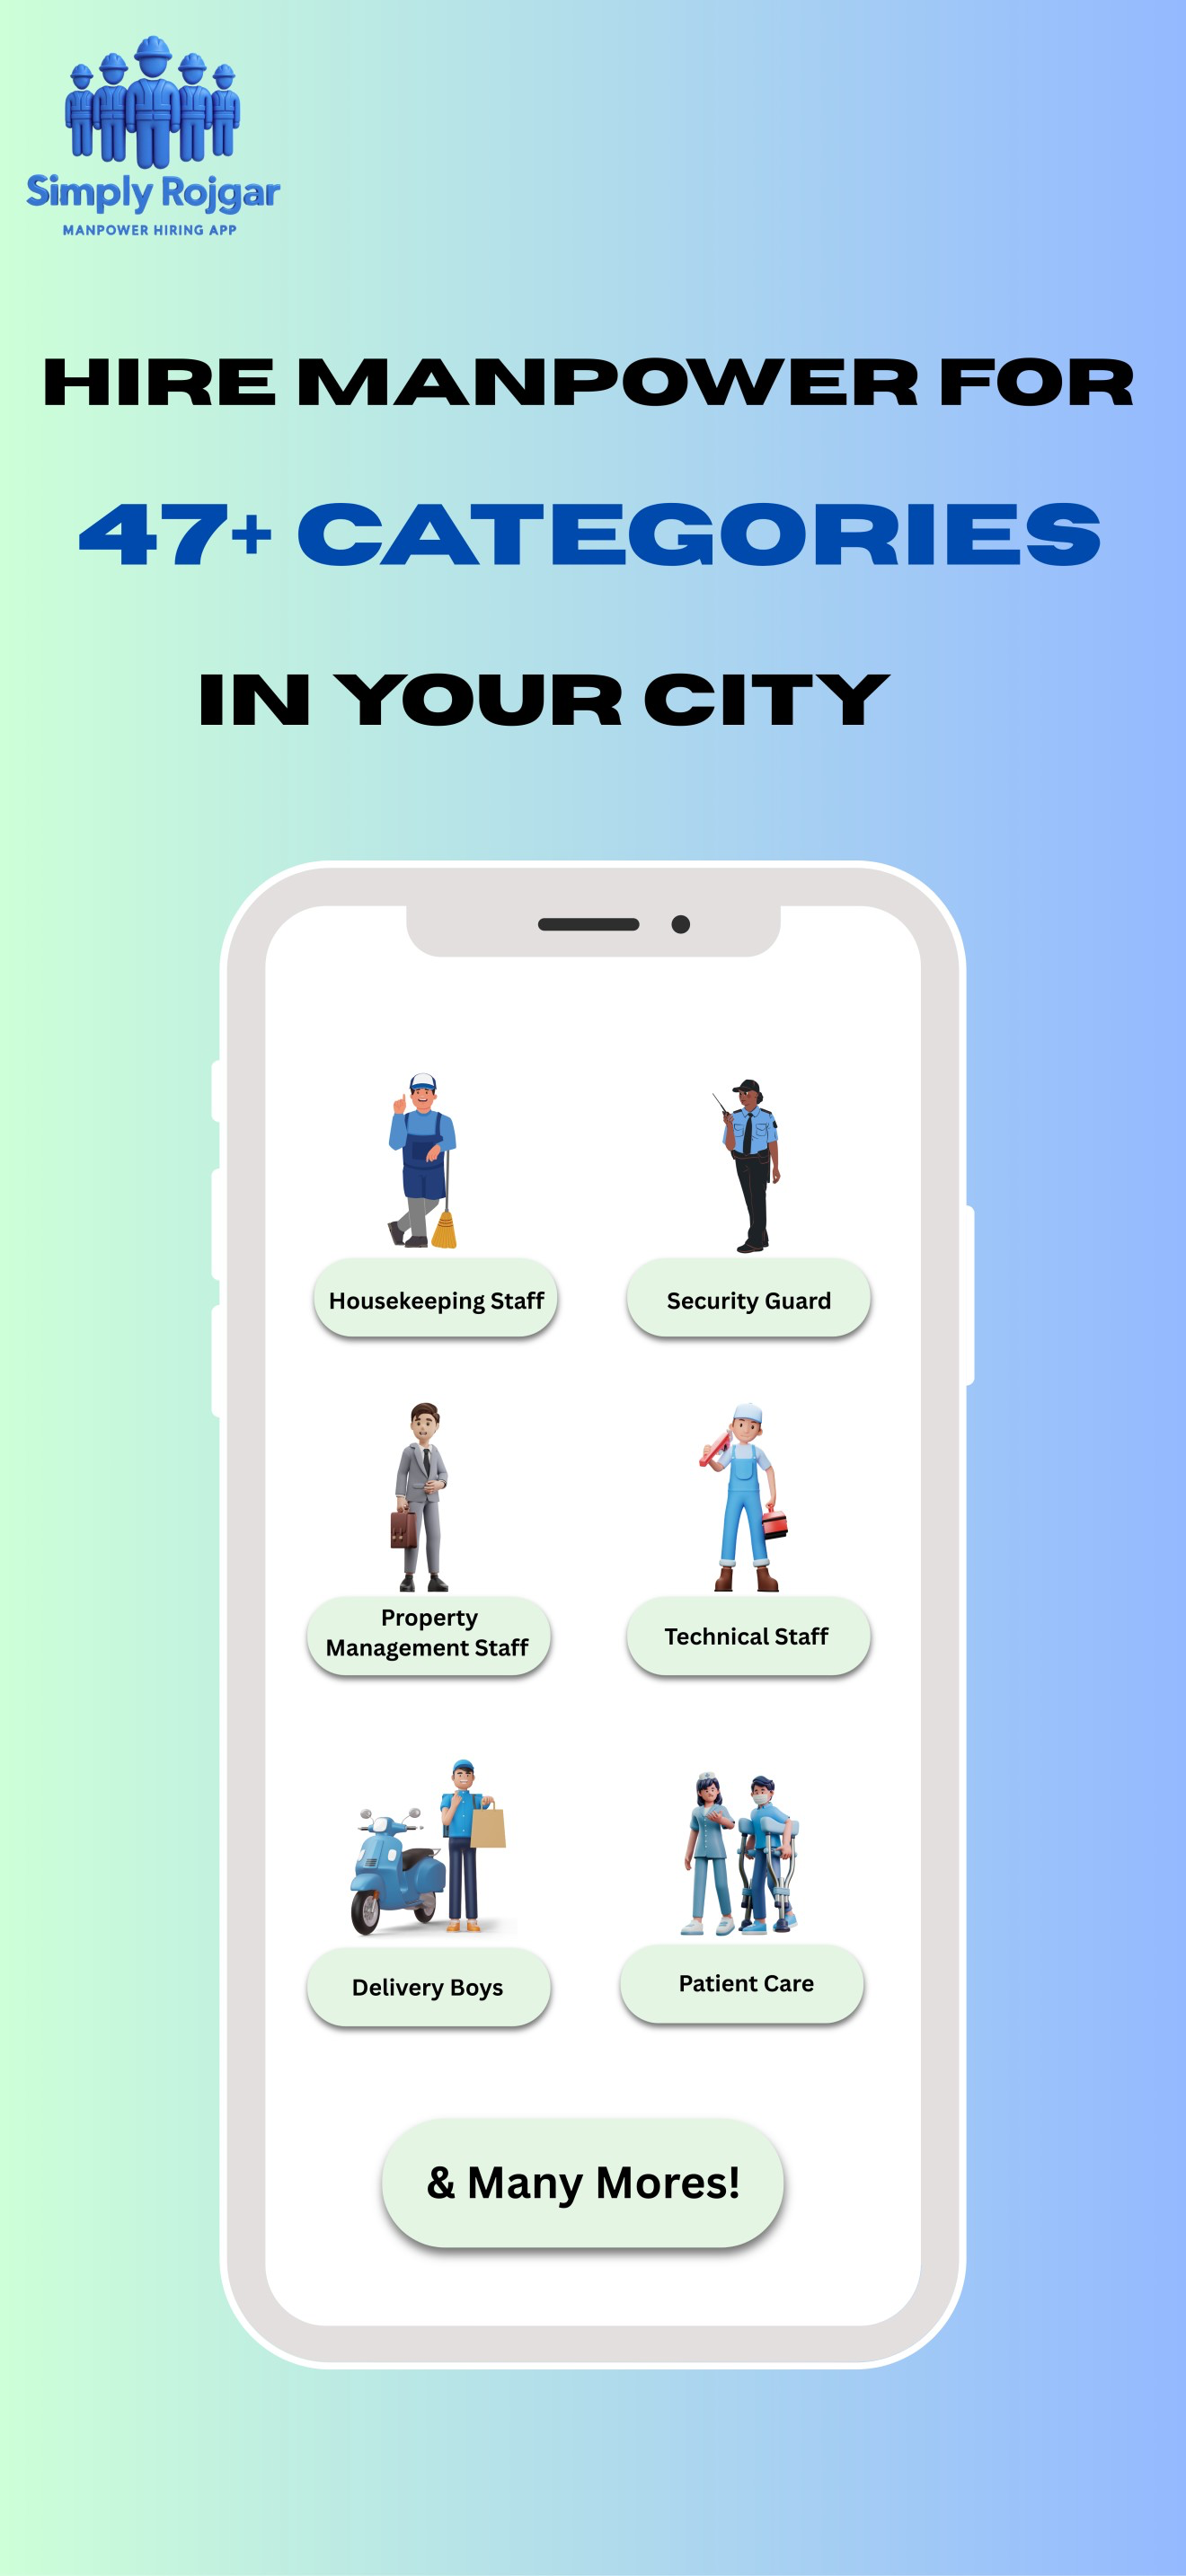 Simply Rojgar
MANPOWER HIRING APP
HIRE MANPOWER FOR
47+ CATEGORIES
IN YOUR CITY
Housekeeping Staff
Security Guard
Property
Management Staff
Technical Staff
Delivery Boys
Patient Care
& Many Mores!